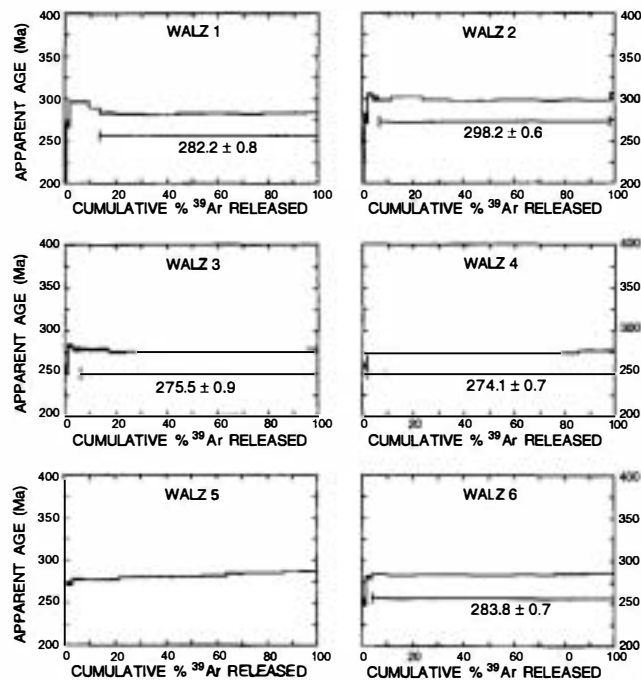 WALZ 1
APPARENT AGE (Ma)
400
350
300
250
200
282.2 ± 0.8
0 20 40 60 80 100
CUMULATIVE % ³⁹Ar RELEASED
WALZ 2
400
350
300
250
200
298.2 ± 0.6
0 20 40 60 80 100
CUMULATIVE % ³⁹Ar RELEASED
WALZ 3
APPARENT AGE (Ma)
400
350
300
250
200
275.5 ± 0.9
0 20 40 60 80 100
CUMULATIVE % ³⁹Ar RELEASED
WALZ 4
400
350
300
250
200
274.1 ± 0.7
0 20 40 60 80 100
CUMULATIVE % ³⁹Ar RELEASED
WALZ 5
APPARENT AGE (Ma)
400
350
300
250
200
0 20 40 60 80 100
CUMULATIVE % ³⁹Ar RELEASED
WALZ 6
400
350
300
250
200
283.8 ± 0.7
0 20 40 60 0 100
CUMULATIVE % ³⁹Ar RELEASED